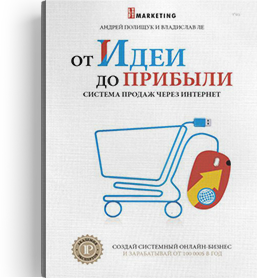 MARKETING
АНДРЕЙ ПОЛИЩУК И ВЛАДИСЛАВ ЛЕ
ОТ ИДЕИ
ДО ПРИБЫЛИ
СИСТЕМА ПРОДАЖ ЧЕРЕЗ ИНТЕРНЕТ
СОЗДАЙ СИСТЕМНЫЙ ОНЛАЙН-БИЗНЕС
И ЗАРАБАТЫВАЙ ОТ 100 000$ В ГОД